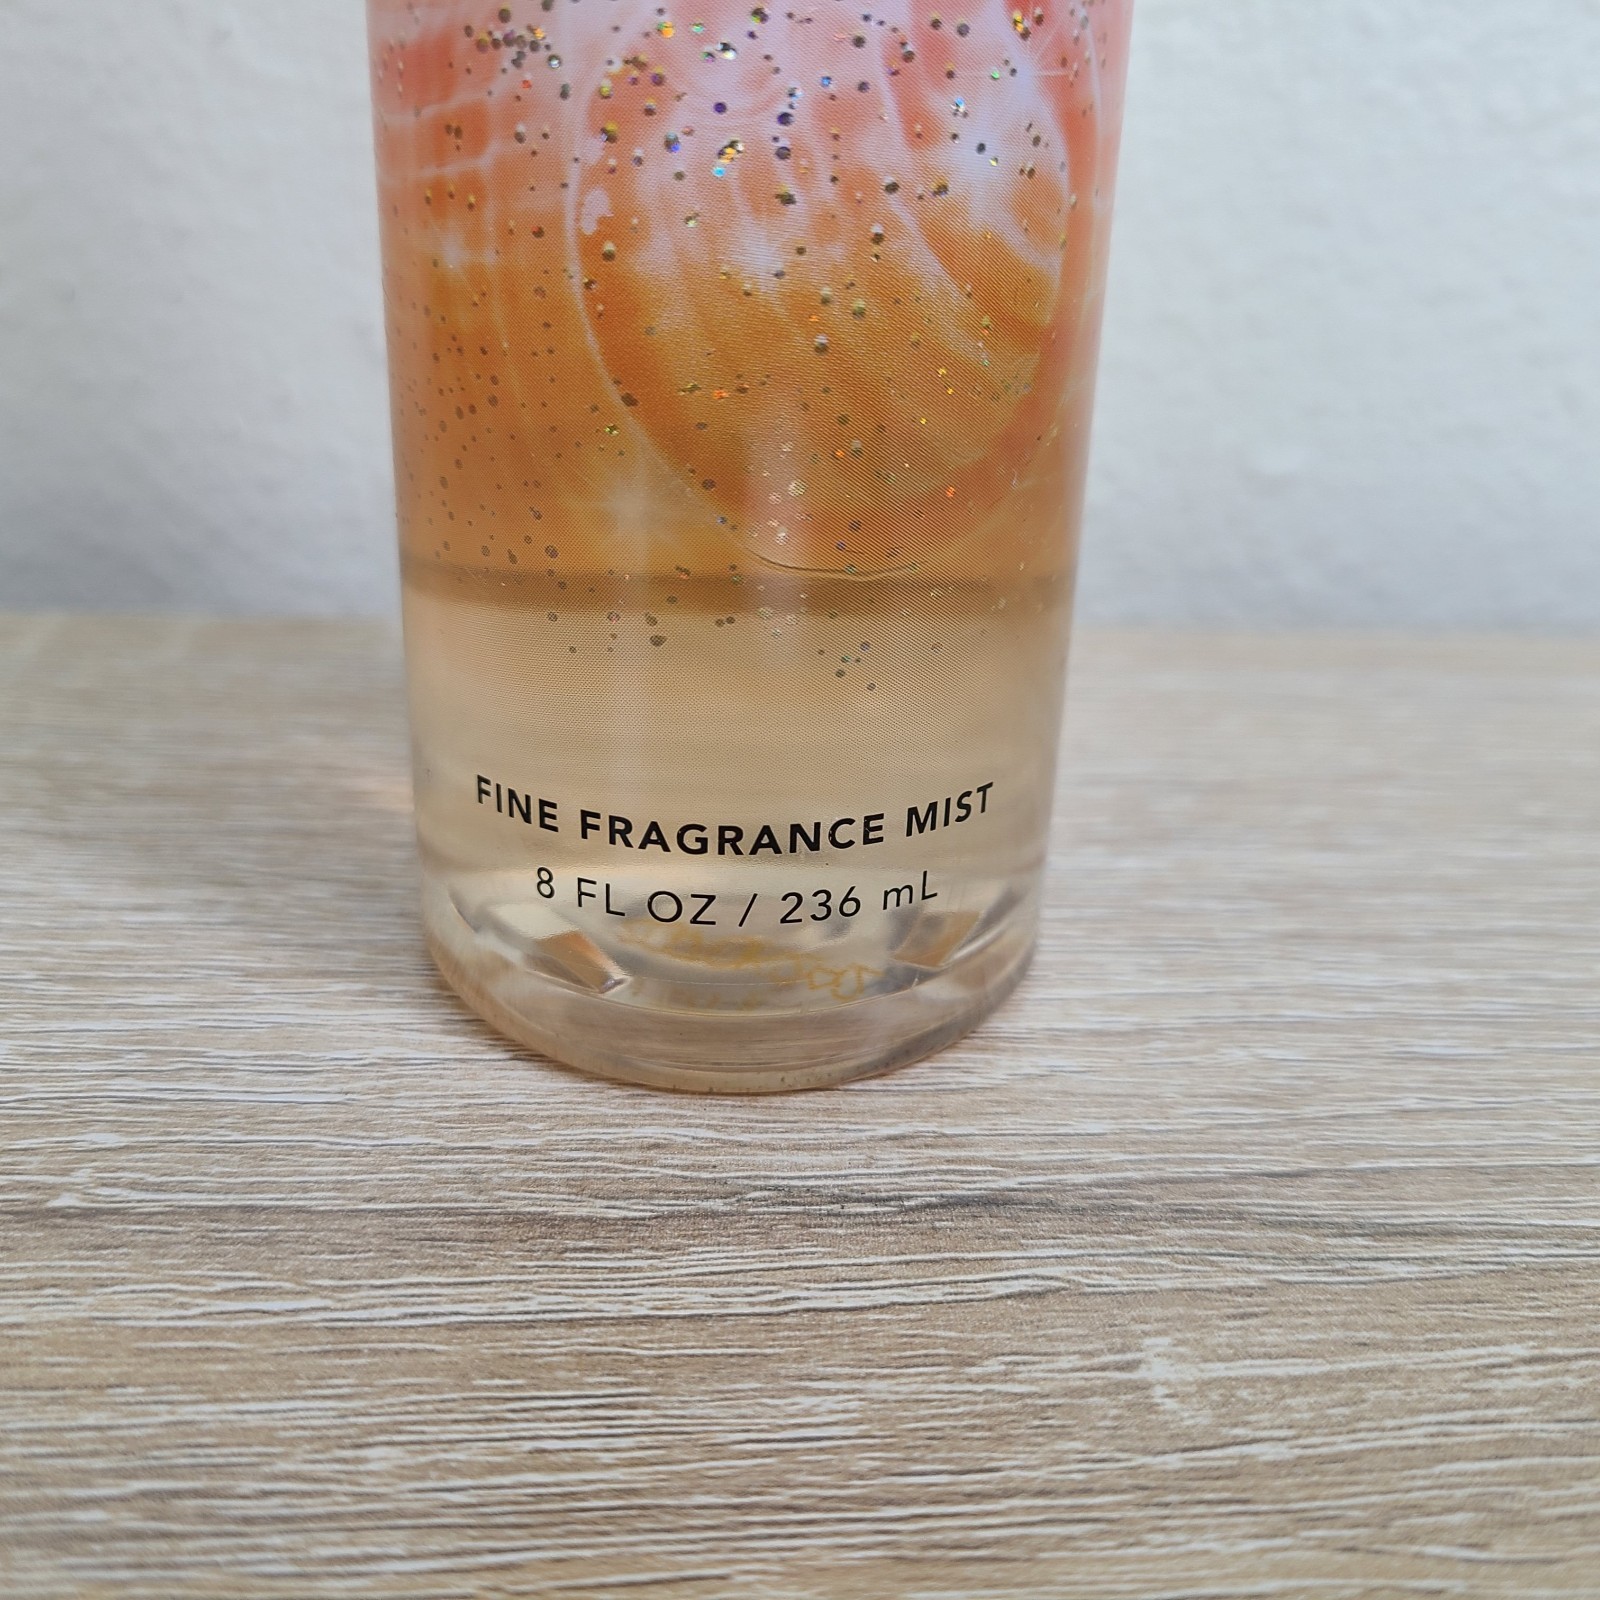 FINE FRAGRANCE MIST
8 FL OZ / 236 mL